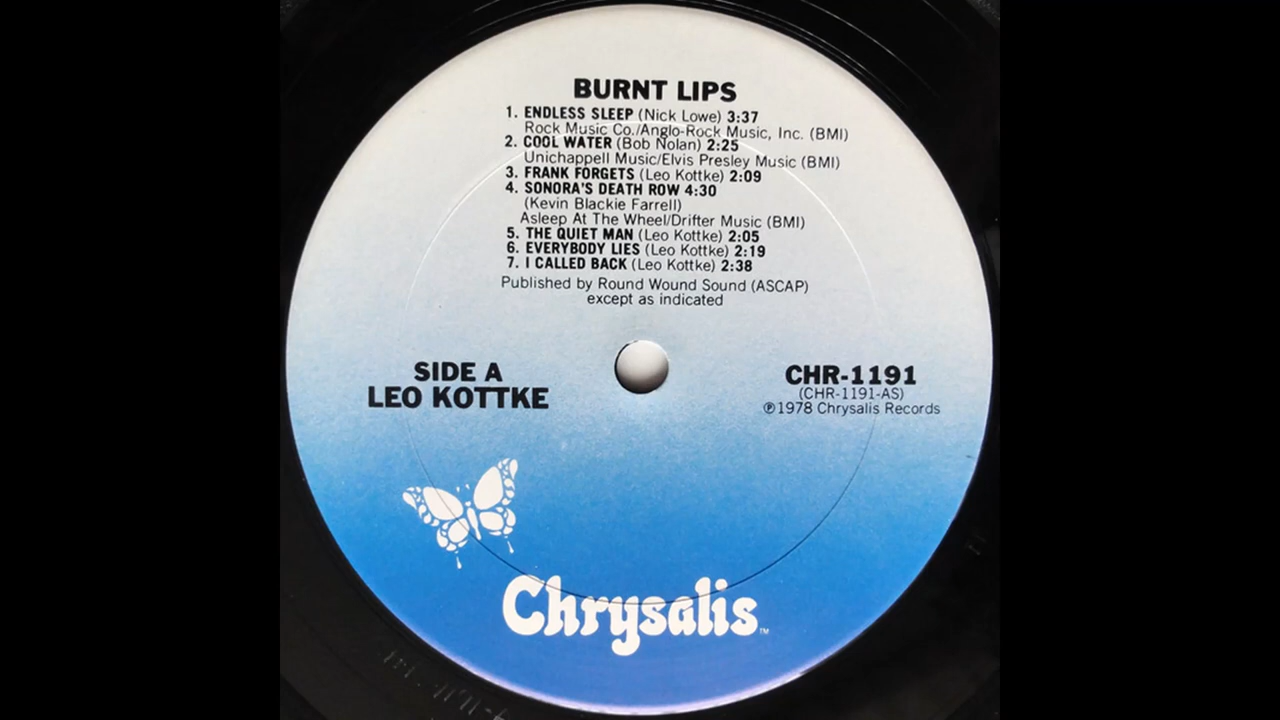 BURNT LIPS
1. ENDLESS SLEEP (Nick Lowe) 3:37
Rock Music Co./Anglo-Rock Music, Inc. (BMI)
2. COOL WATER (Bob Nolan) 2:25
Unichappell Music/Elvis Presley Music (BMI)
3. FRANK FORGETS (Leo Kottke) 2:09
4. SONORA'S DEATH ROW 4:30
(Kevin Blackie Farrell)
Asleep At The Wheel/Drifter Music (BMI)
5. THE QUIET MAN (Leo Kottke) 2:05
6. EVERYBODY LIES (Leo Kottke) 2:19
7. I CALLED BACK (Leo Kottke) 2:38
Published by Round Wound Sound (ASCAP)
except as indicated
SIDE A
LEO KOTTKE
CHR-1191
(CHR-1191-AS)
℗1978 Chrysalis Records
Chrysalis™